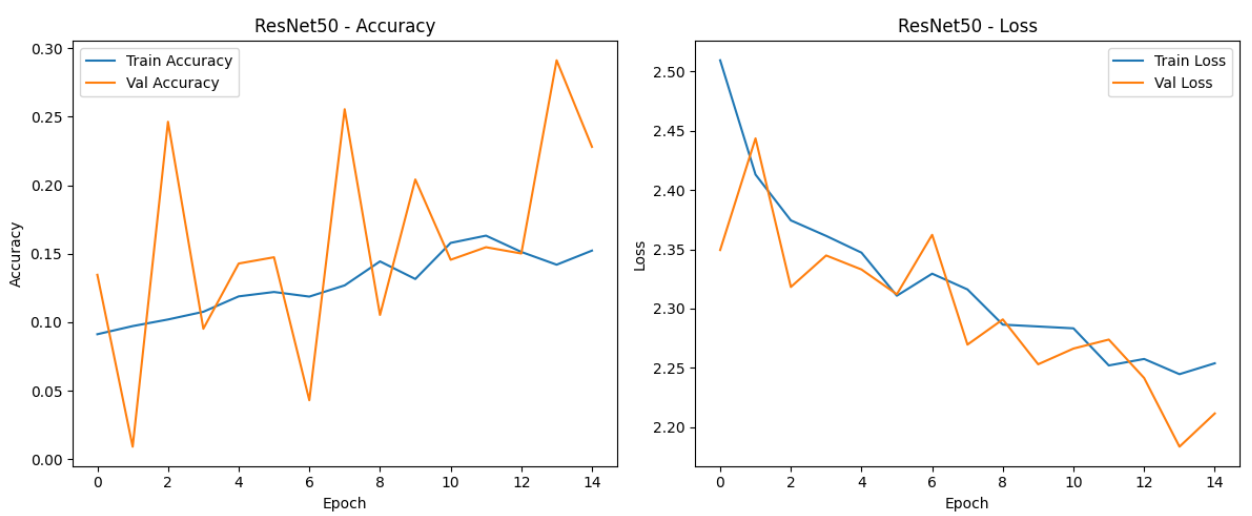 ResNet50 - Accuracy
Train Accuracy
Val Accuracy
Accuracy
0.30
0.25
0.20
0.15
0.10
0.05
0.00
0 2 4 6 8 10 12 14
Epoch
ResNet50 - Loss
Train Loss
Val Loss
Loss
2.50
2.45
2.40
2.35
2.30
2.25
2.20
0 2 4 6 8 10 12 14
Epoch